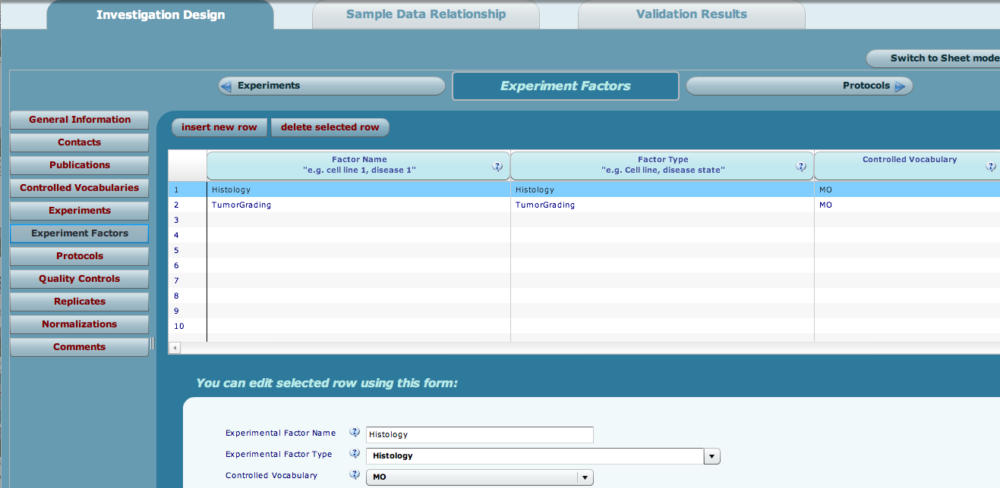 Investigation Design
Sample Data Relationship
Validation Results
Switch to Sheet mode
Experiments
Experiment Factors
Protocols
General Information
Contacts
Publications
Controlled Vocabularies
Experiments
Experiment Factors
Protocols
Quality Controls
Replicates
Normalizations
Comments
insert new row
delete selected row
Factor Name
"e.g. cell line 1, disease 1"
?
Factor Type
"e.g. Cell line, disease state"
?
Controlled Vocabulary
?
1 Histology Histology MO
2 TumorGrading TumorGrading MO
3
4
5
6
7
8
9
10
You can edit selected row using this form:
Experimental Factor Name ? Histology
Experimental Factor Type ? Histology
Controlled Vocabulary ? MO